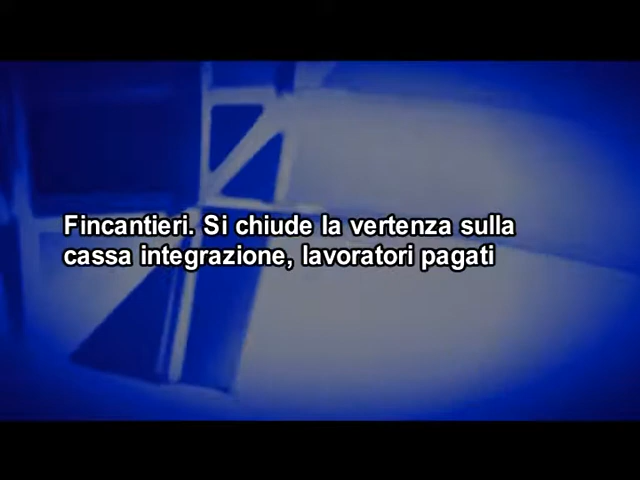 Fincantieri. Si chiude la vertenza sulla
cassa integrazione, lavoratori pagati